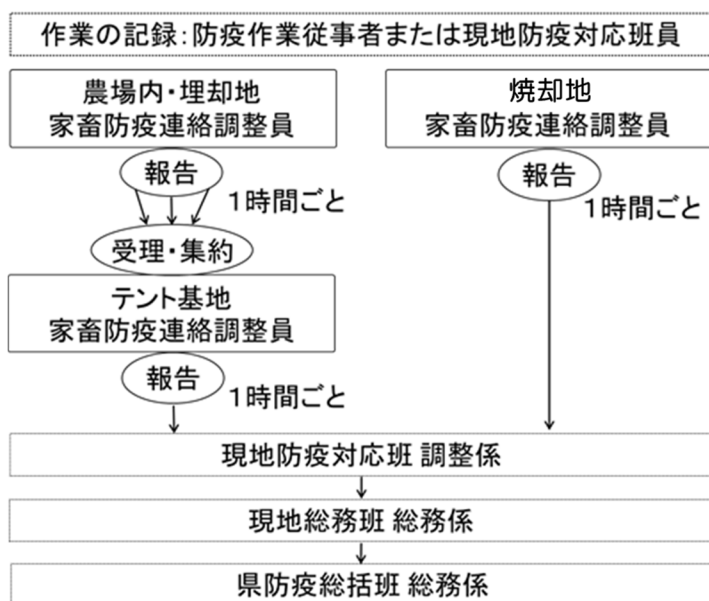 作業の記録：防疫作業従事者または現地防疫対応班員
農場内・埋却地
家畜防疫連絡調整員
報告
１時間ごと
受理・集約
テント基地
家畜防疫連絡調整員
報告
１時間ごと
焼却地
家畜防疫連絡調整員
報告
１時間ごと
現地防疫対応班 調整係
現地総務班 総務係
県防疫総括班 総務係